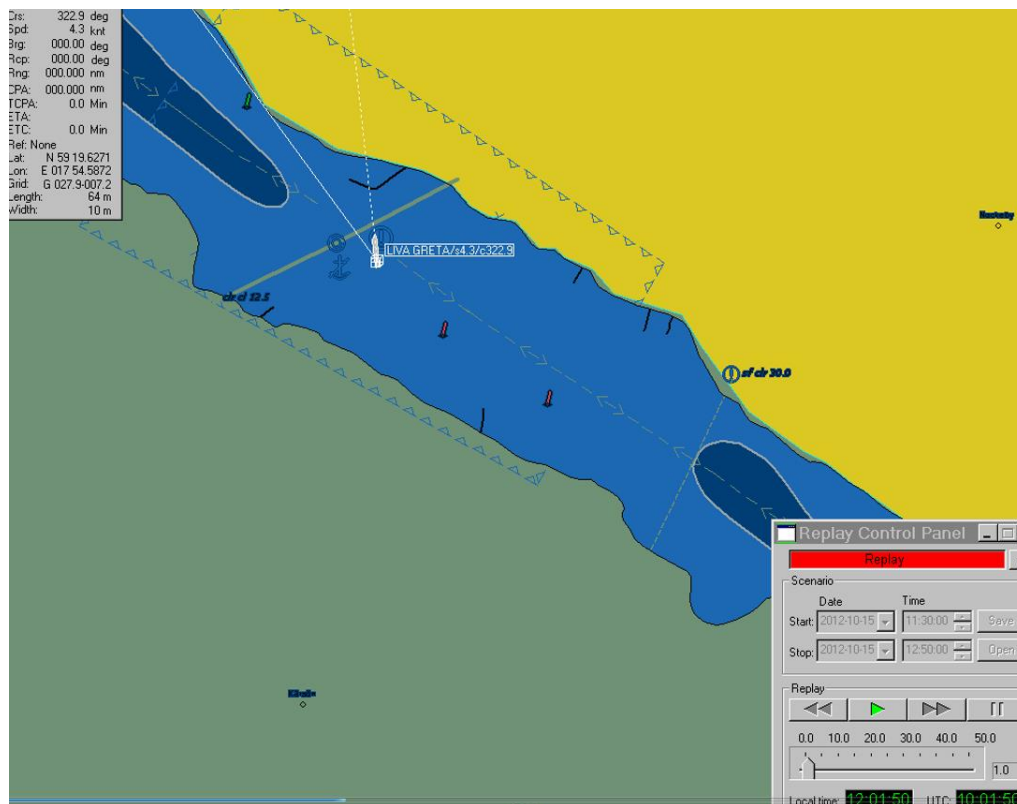 Crs: 322.9 deg
Spd: 4.3 knt
Brg: 000.00 deg
Rcp: 000.00 deg
Rng: 000.000 nm
CPA: 000.000 nm
TCPA: 0.0 Min
ETA:
ETC: 0.0 Min
Ref: None
Lat: N 59 19.6271
Lon: E 017 54.5872
Grid: G 027.9-007.2
Length: 64 m
Width: 10 m
LIVA GRETA/s4.3/c322.9
clr cl 12.5
sf clr 30.0
Replay Control Panel
Replay
Scenario
Date Time
Start: 2012-10-15 11:30:00 Save
Stop: 2012-10-15 12:50:00 Open
Replay
0.0 10.0 20.0 30.0 40.0 50.0
1.0
Local time: 12:01:50 UTC: 10:01:50